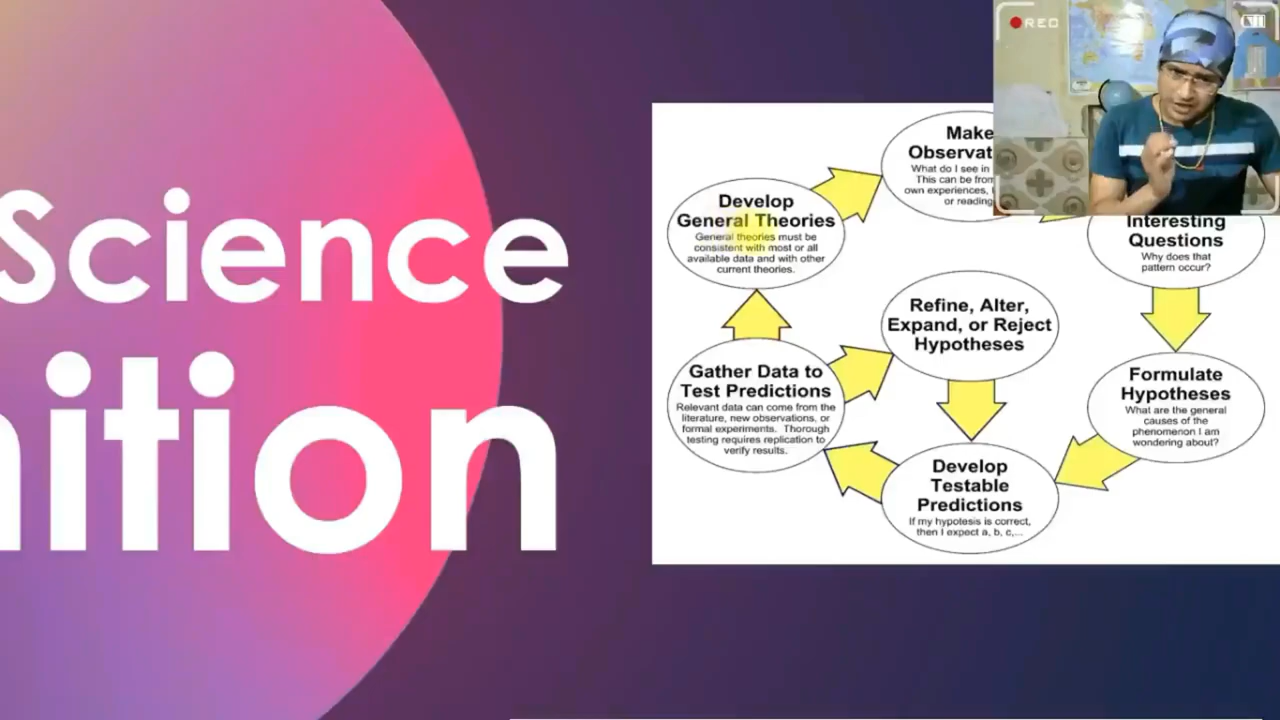 Science
nition
REC
Make
Observat
What do I see in
This can be from
own experiences,
or reading
Interesting
Questions
Why does that
pattern occur?
Formulate
Hypotheses
What are the general
causes of the
phenomenon I am
wondering about?
Develop
Testable
Predictions
If my hypotesis is correct,
then I expect a, b, c,...
Gather Data to
Test Predictions
Relevant data can come from the
literature, new observations, or
formal experiments. Thorough
testing requires replication to
verify results.
Refine, Alter,
Expand, or Reject
Hypotheses
Develop
General Theories
General theories must be
consistent with most or all
available data and with other
current theories.